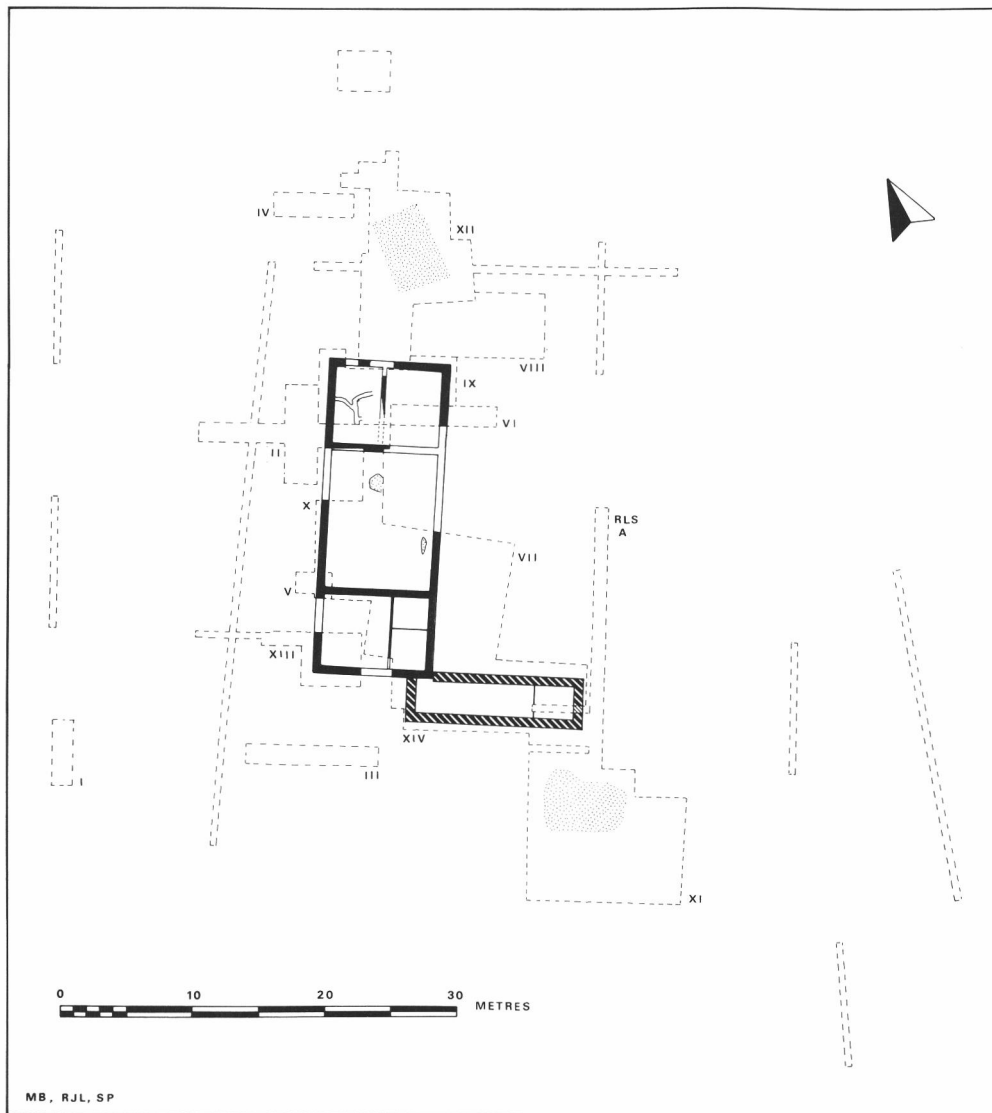 IV
XII
VIII
IX
VI
II
X
RLS
A
VII
V
XIII
XIV
III
I
XI
0 10 20 30 METRES
MB, RJL, SP